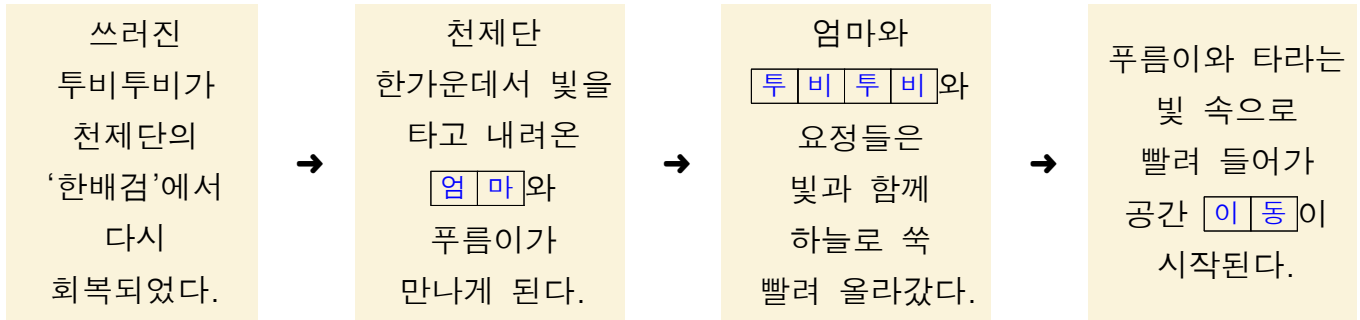 쓰러진
투비투비가
천제단의
‘한배검’에서
다시
회복되었다.
➜
천제단
한가운데서 빛을
타고 내려온
엄마와
푸름이가
만나게 된다.
➜
엄마와
투비투비와
요정들은
빛과 함께
하늘로 쑥
빨려 올라갔다.
➜
푸름이와 타라는
빛 속으로
빨려 들어가
공간 이동이
시작된다.